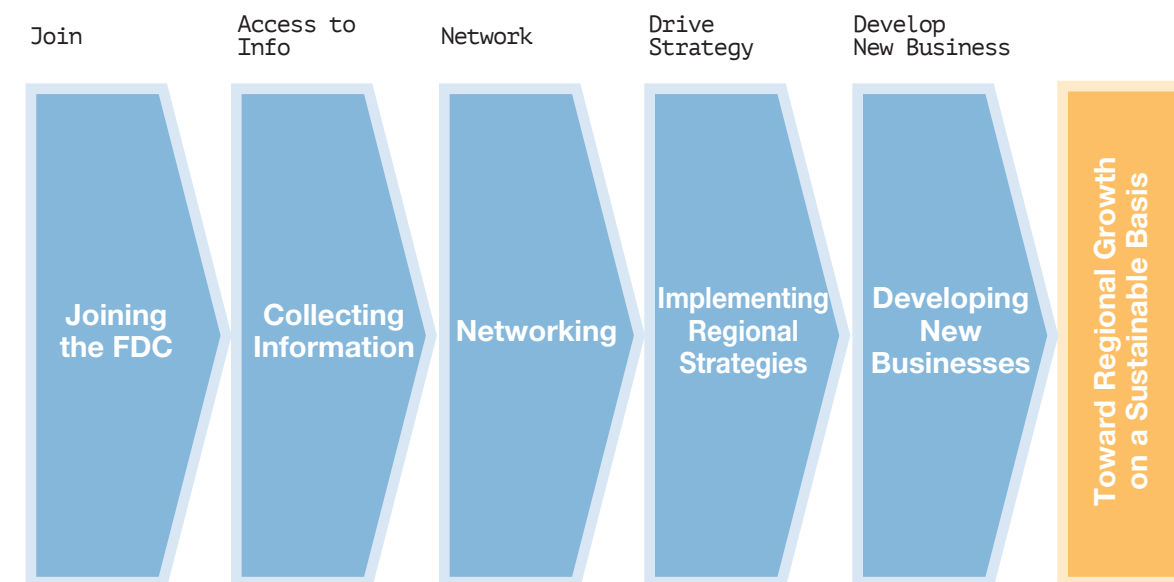 Join
Access to
Info
Network
Drive
Strategy
Develop
New Business
Joining
the FDC
Collecting
Information
Networking
Implementing
Regional
Strategies
Developing
New
Businesses
Toward Regional Growth
on a Sustainable Basis